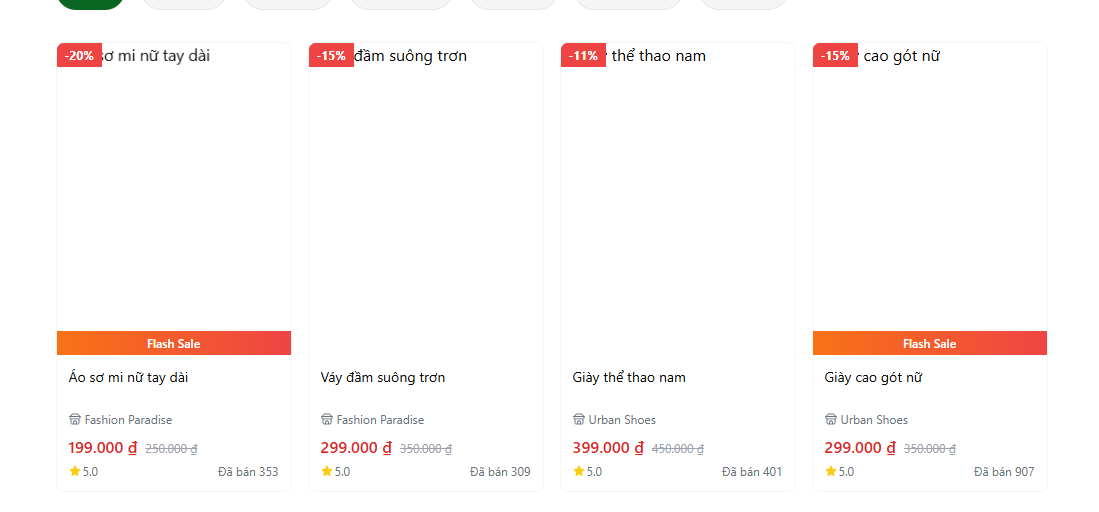 -20% sơ mi nữ tay dài
-15% đầm suông trơn
-11% thể thao nam
-15% cao gót nữ
Flash Sale
Flash Sale
Áo sơ mi nữ tay dài
Váy đầm suông trơn
Giày thể thao nam
Giày cao gót nữ
Fashion Paradise
Fashion Paradise
Urban Shoes
Urban Shoes
199.000 ₫ 250.000 ₫
299.000 ₫ 350.000 ₫
399.000 ₫ 450.000 ₫
299.000 ₫ 350.000 ₫
5.0 Đã bán 353
5.0 Đã bán 309
5.0 Đã bán 401
5.0 Đã bán 907